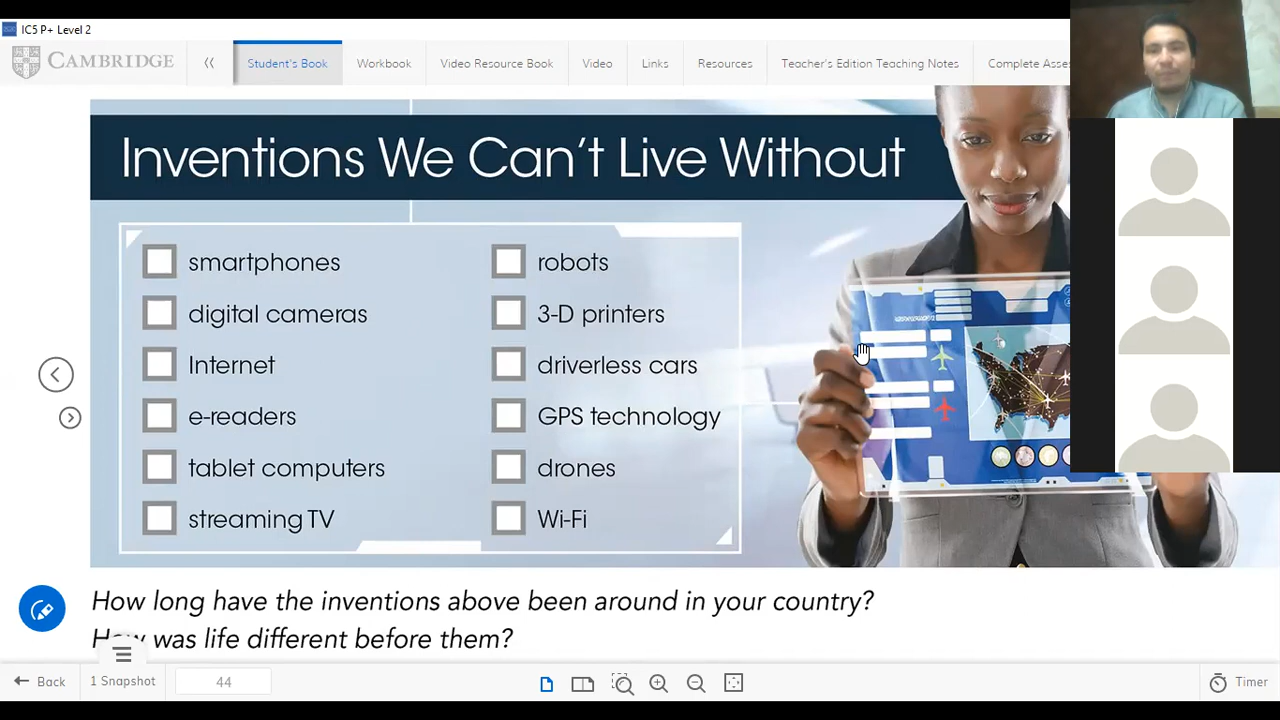 IC5 P+ Level 2
CAMBRIDGE
Student's Book
Workbook
Video Resource Book
Video
Links
Resources
Teacher's Edition Teaching Notes
Complete Asse
Inventions We Can't Live Without
smartphones
digital cameras
Internet
e-readers
tablet computers
streaming TV
robots
3-D printers
driverless cars
GPS technology
drones
Wi-Fi
How long have the inventions above been around in your country?
How was life different before them?
Back
1 Snapshot
44
Timer